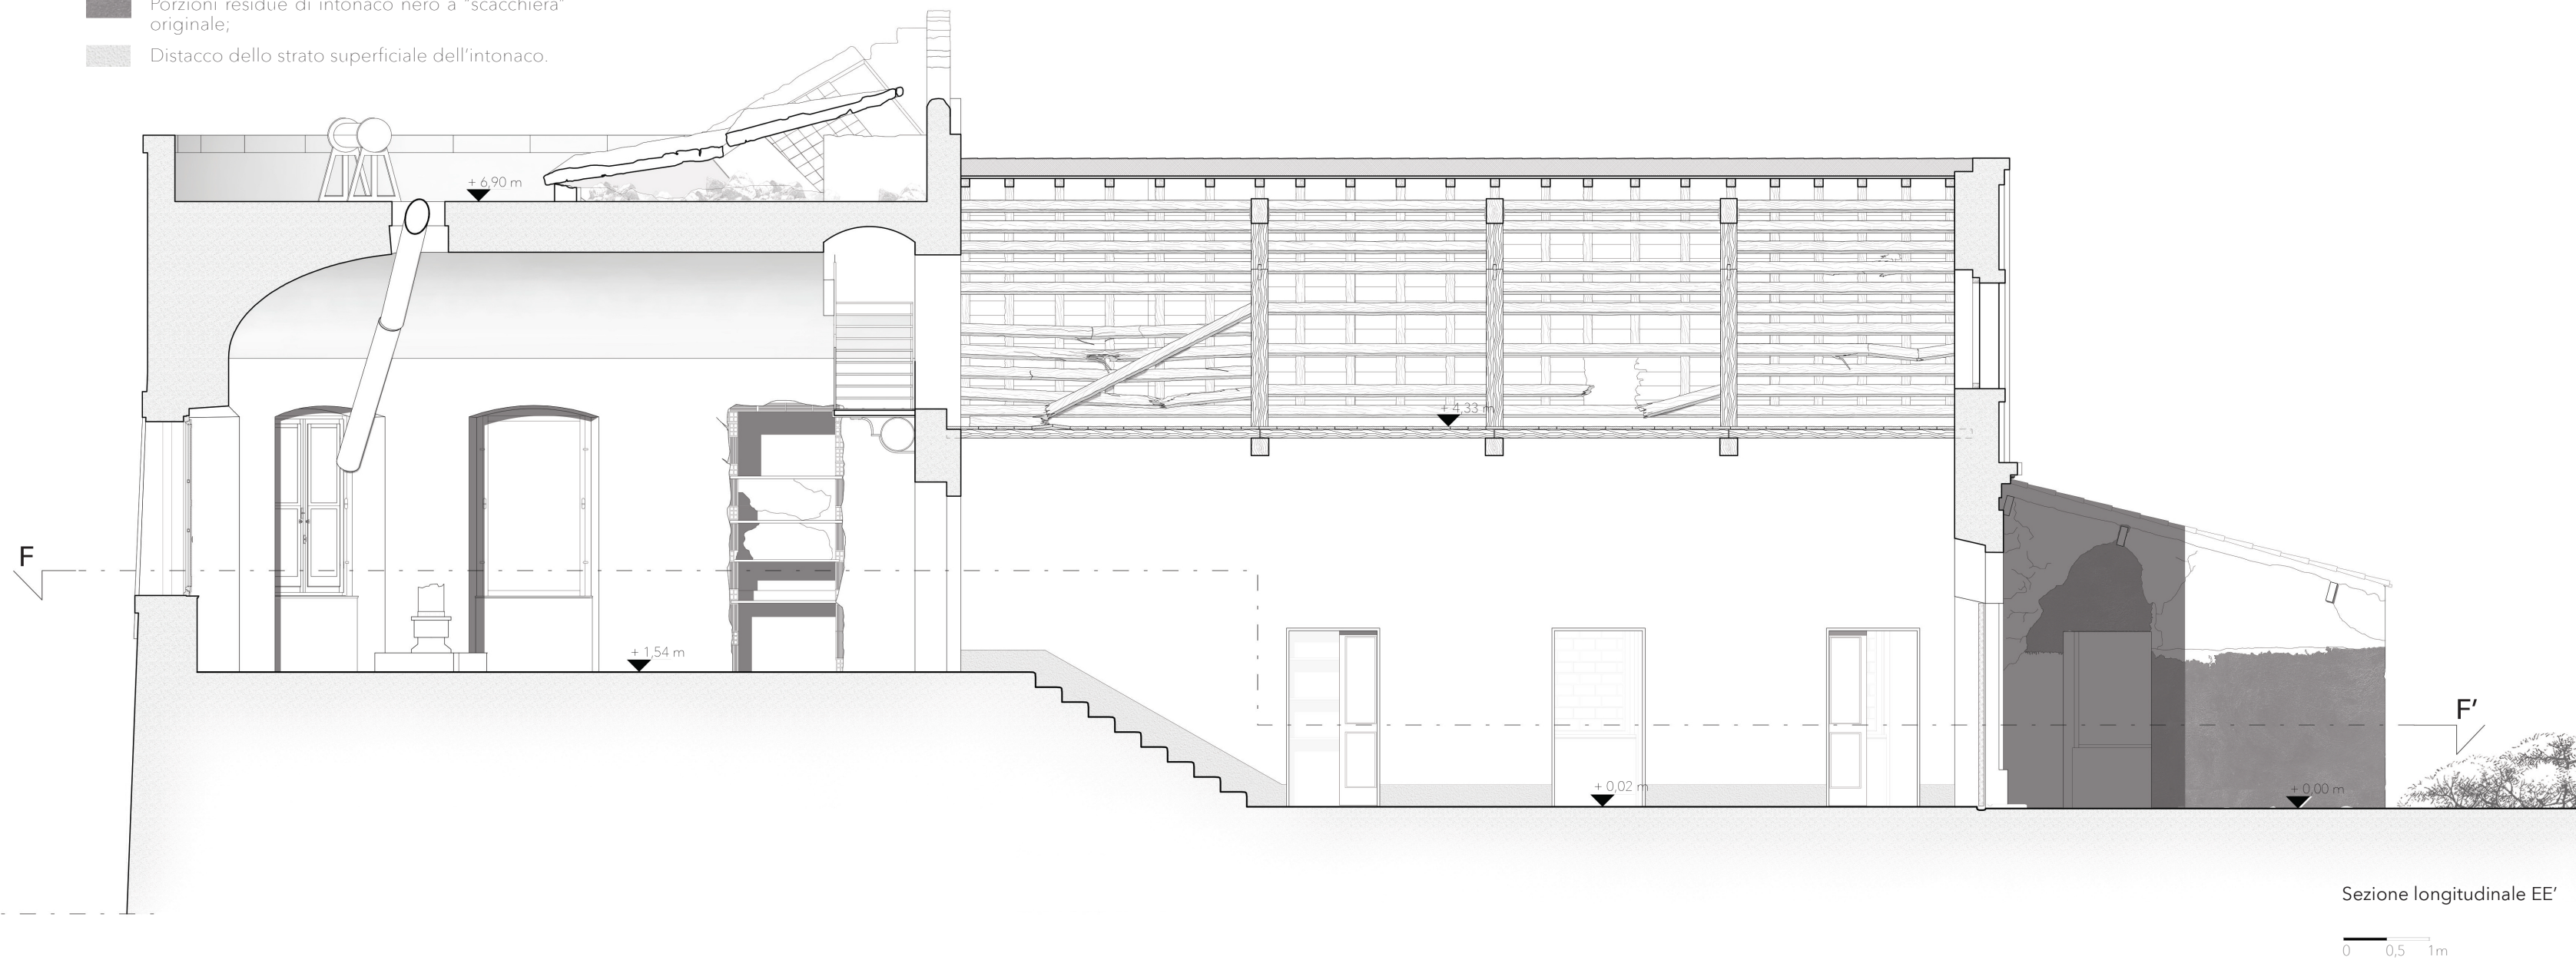 Porzioni residue di intonaco nero a "scacchiera"
originale;
Distacco dello strato superficiale dell'intonaco.
+ 6,90 m
+ 4,33 m
F
+ 1,54 m
F'
+ 0,02 m
+ 0,00 m
Sezione longitudinale EE'
0 0,5 1m